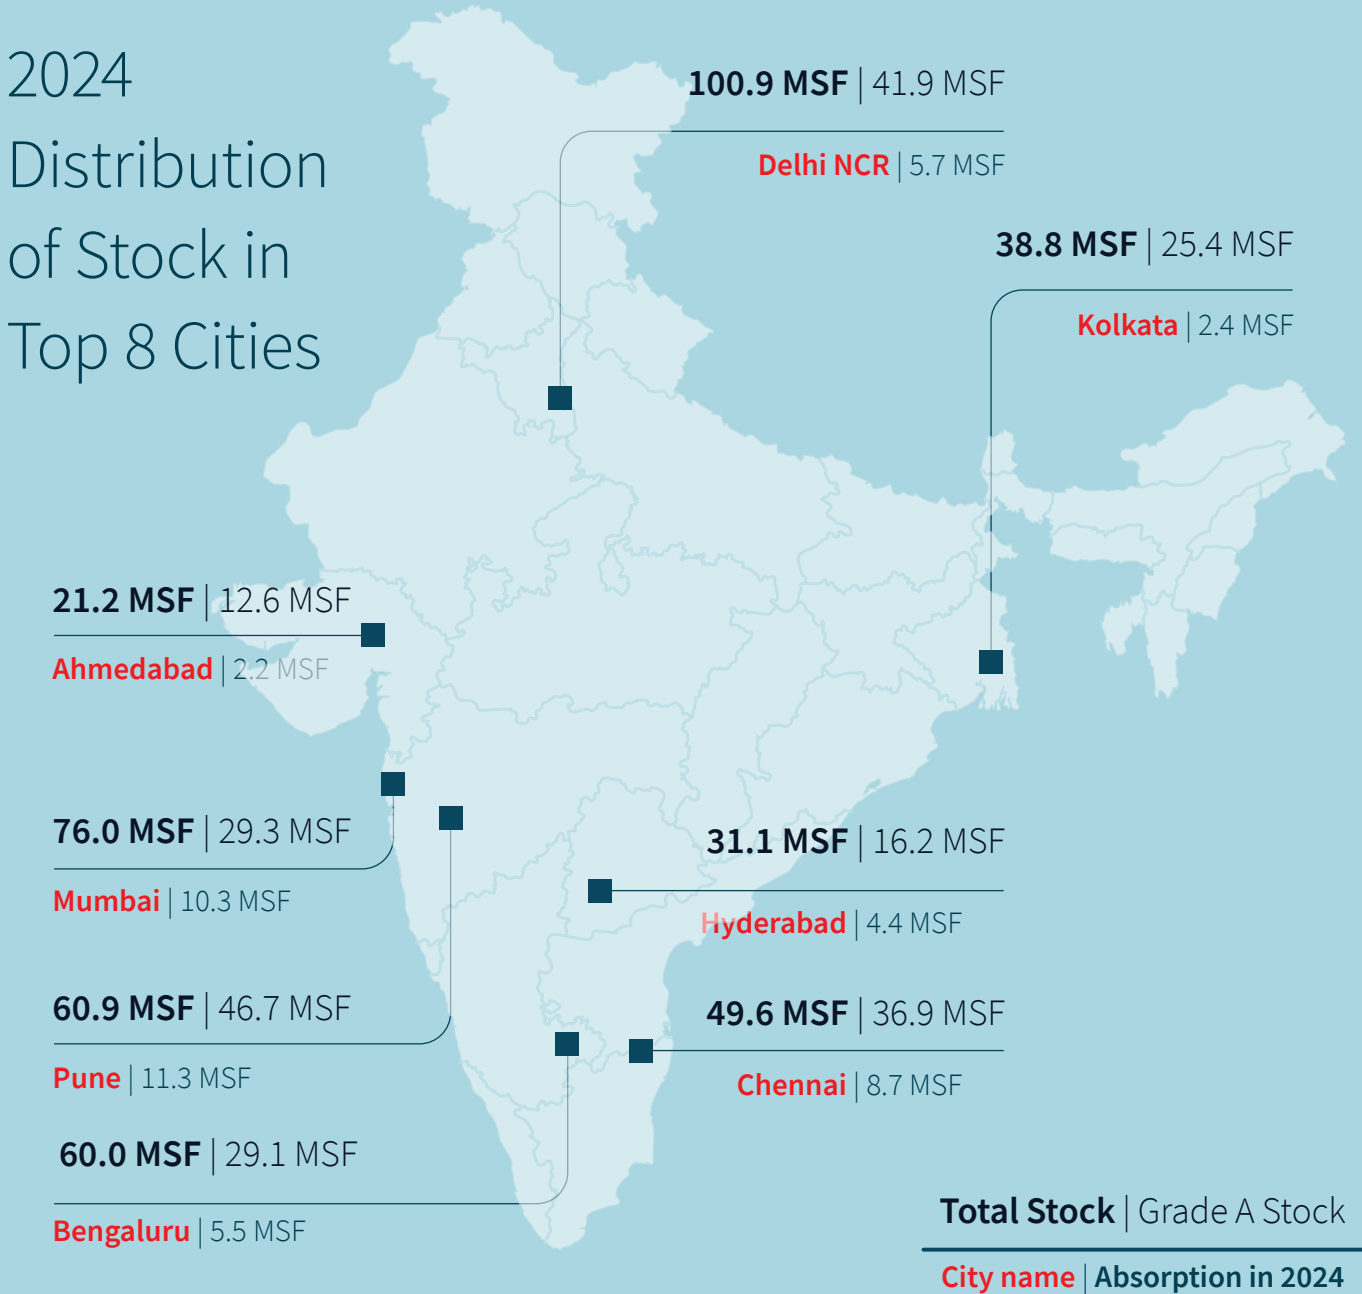 2024
Distribution
of Stock in
Top 8 Cities
100.9 MSF | 41.9 MSF
Delhi NCR | 5.7 MSF
38.8 MSF | 25.4 MSF
Kolkata | 2.4 MSF
21.2 MSF | 12.6 MSF
Ahmedabad | 2.2 MSF
76.0 MSF | 29.3 MSF
Mumbai | 10.3 MSF
31.1 MSF | 16.2 MSF
Hyderabad | 4.4 MSF
60.9 MSF | 46.7 MSF
Pune | 11.3 MSF
49.6 MSF | 36.9 MSF
Chennai | 8.7 MSF
60.0 MSF | 29.1 MSF
Bengaluru | 5.5 MSF
Total Stock | Grade A Stock
City name | Absorption in 2024